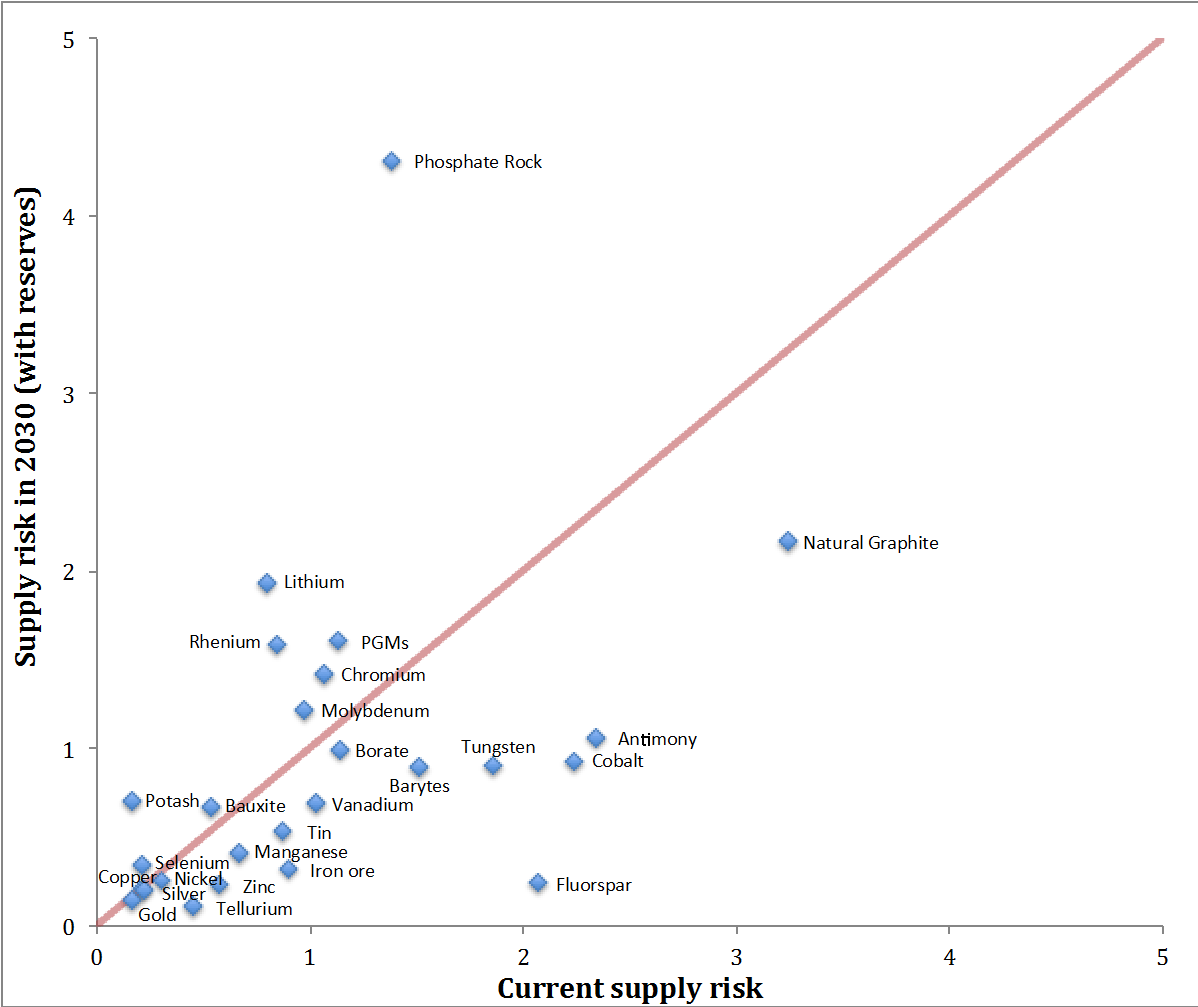 5
Phosphate Rock
4
3
Supply risk in 2030 (with reserves)
Natural Graphite
2
Lithium
Rhenium
PGMs
Chromium
Molybdenum
Antimony
Tungsten
1
Borate
Cobalt
Barytes
Potash
Bauxite
Vanadium
Tin
Manganese
Selenium
Iron ore
Copper
Nickel
Zinc
Fluorspar
Silver
Tellurium
Gold
0
0 1 2 3 4 5
Current supply risk